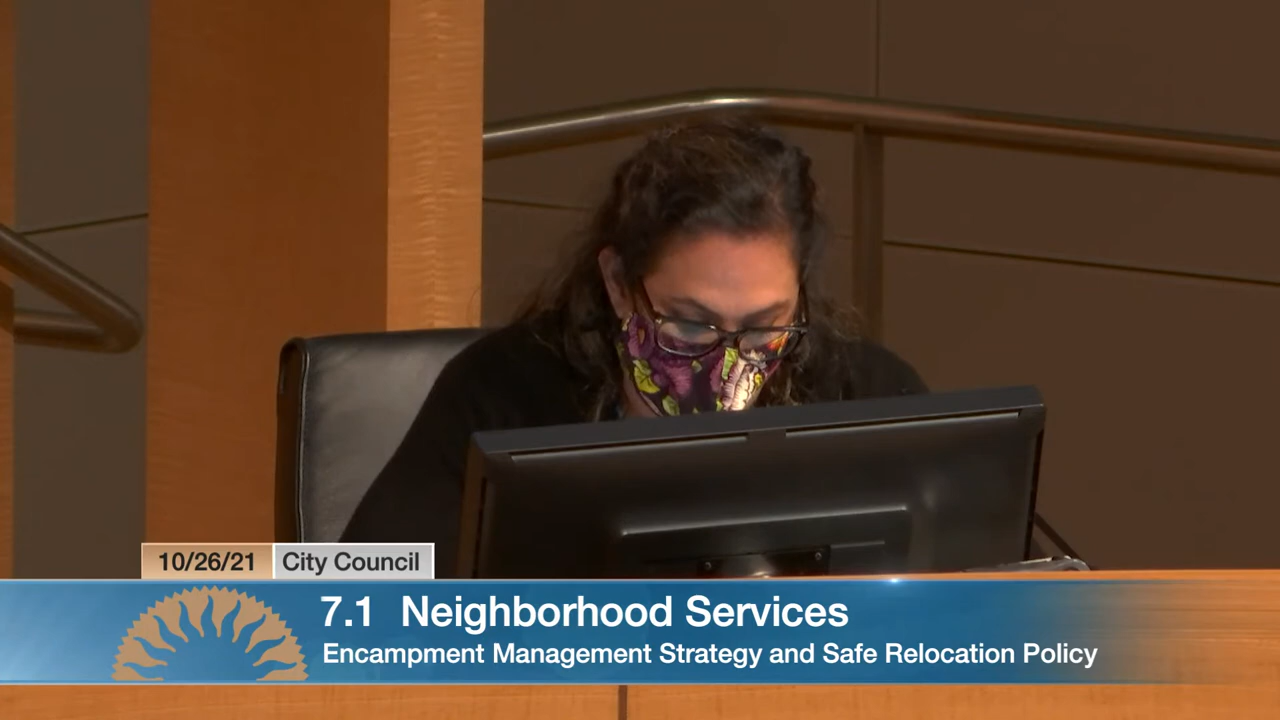 10/26/21 City Council
7.1 Neighborhood Services
Encampment Management Strategy and Safe Relocation Policy